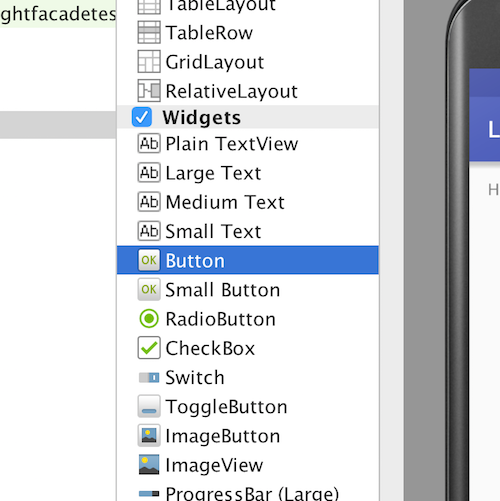 ghtfacadetes
TableLayout
TableRow
GridLayout
RelativeLayout
Widgets
Ab Plain TextView
Ab Large Text
Ab Medium Text
Ab Small Text
OK Button
OK Small Button
RadioButton
CheckBox
Switch
ToggleButton
ImageButton
ImageView
ProgressBar (Large)
L
H